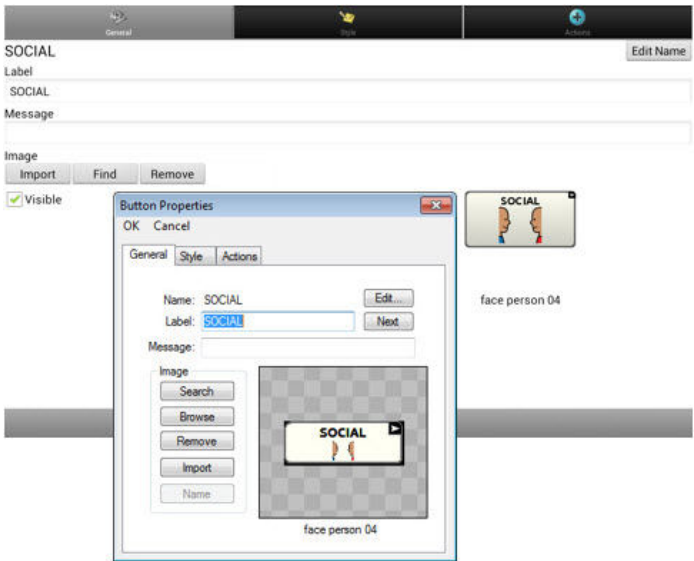 General Style Actions
SOCIAL Edit Name
Label
SOCIAL
Message
Image
Import Find Remove
Visible
SOCIAL
face person 04
Button Properties
OK Cancel
General Style Actions
Name: SOCIAL Edit...
Label: SOCIAL Next
Message:
Image
Search
Browse
Remove
Import
Name
SOCIAL
face person 04